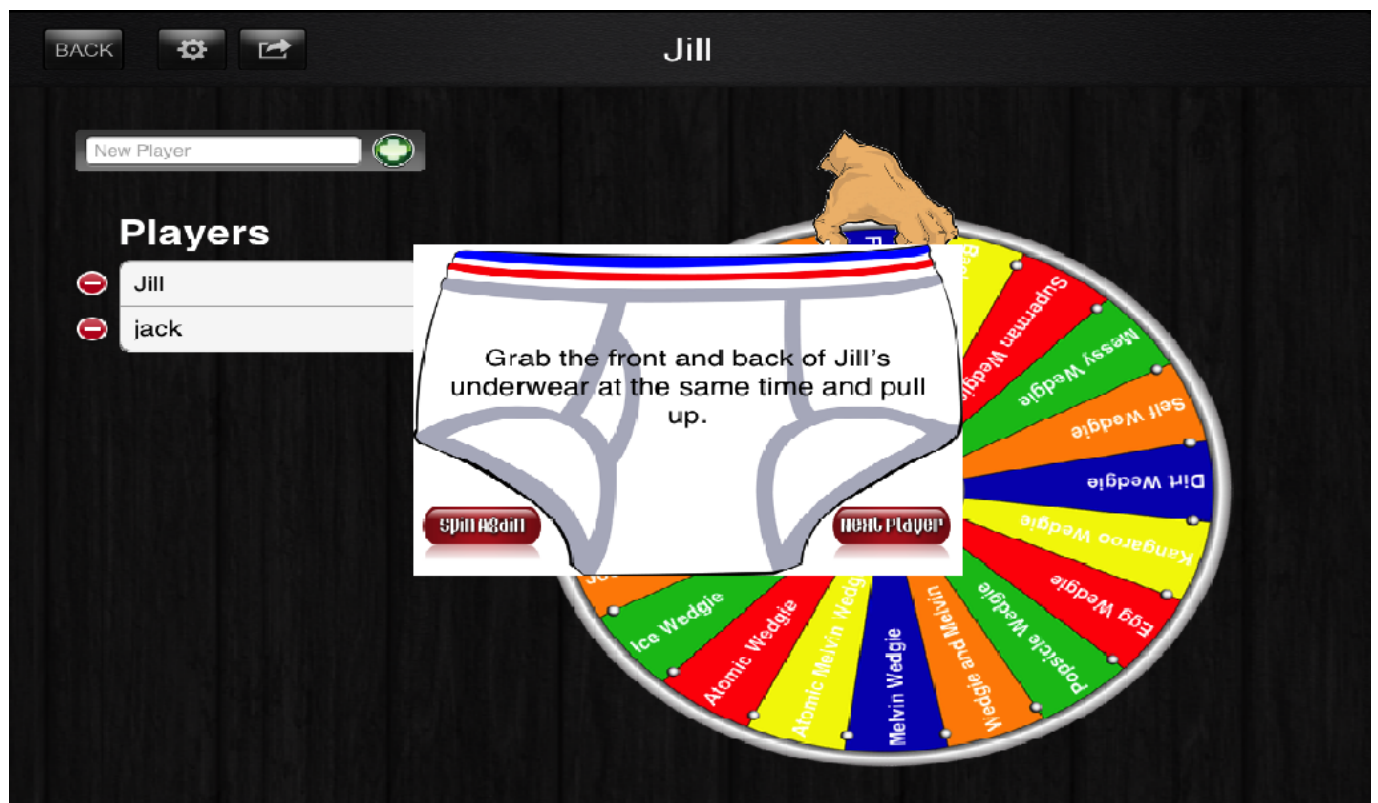 BACK
Jill
New Player
Players
Jill
jack
Grab the front and back of Jill's
underwear at the same time and pull
up.
Spin Again
Next Player
Superman Wedgie
Messy Wedgie
Self Wedgie
Dirt Wedgie
Kangaroo Wedgie
Egg Wedgie
Popsicle Wedgie
Wedgie and Melvin
Melvin Wedgie
Atomic Melvin Wedg
Atomic Wedgie
Ice Wedgie